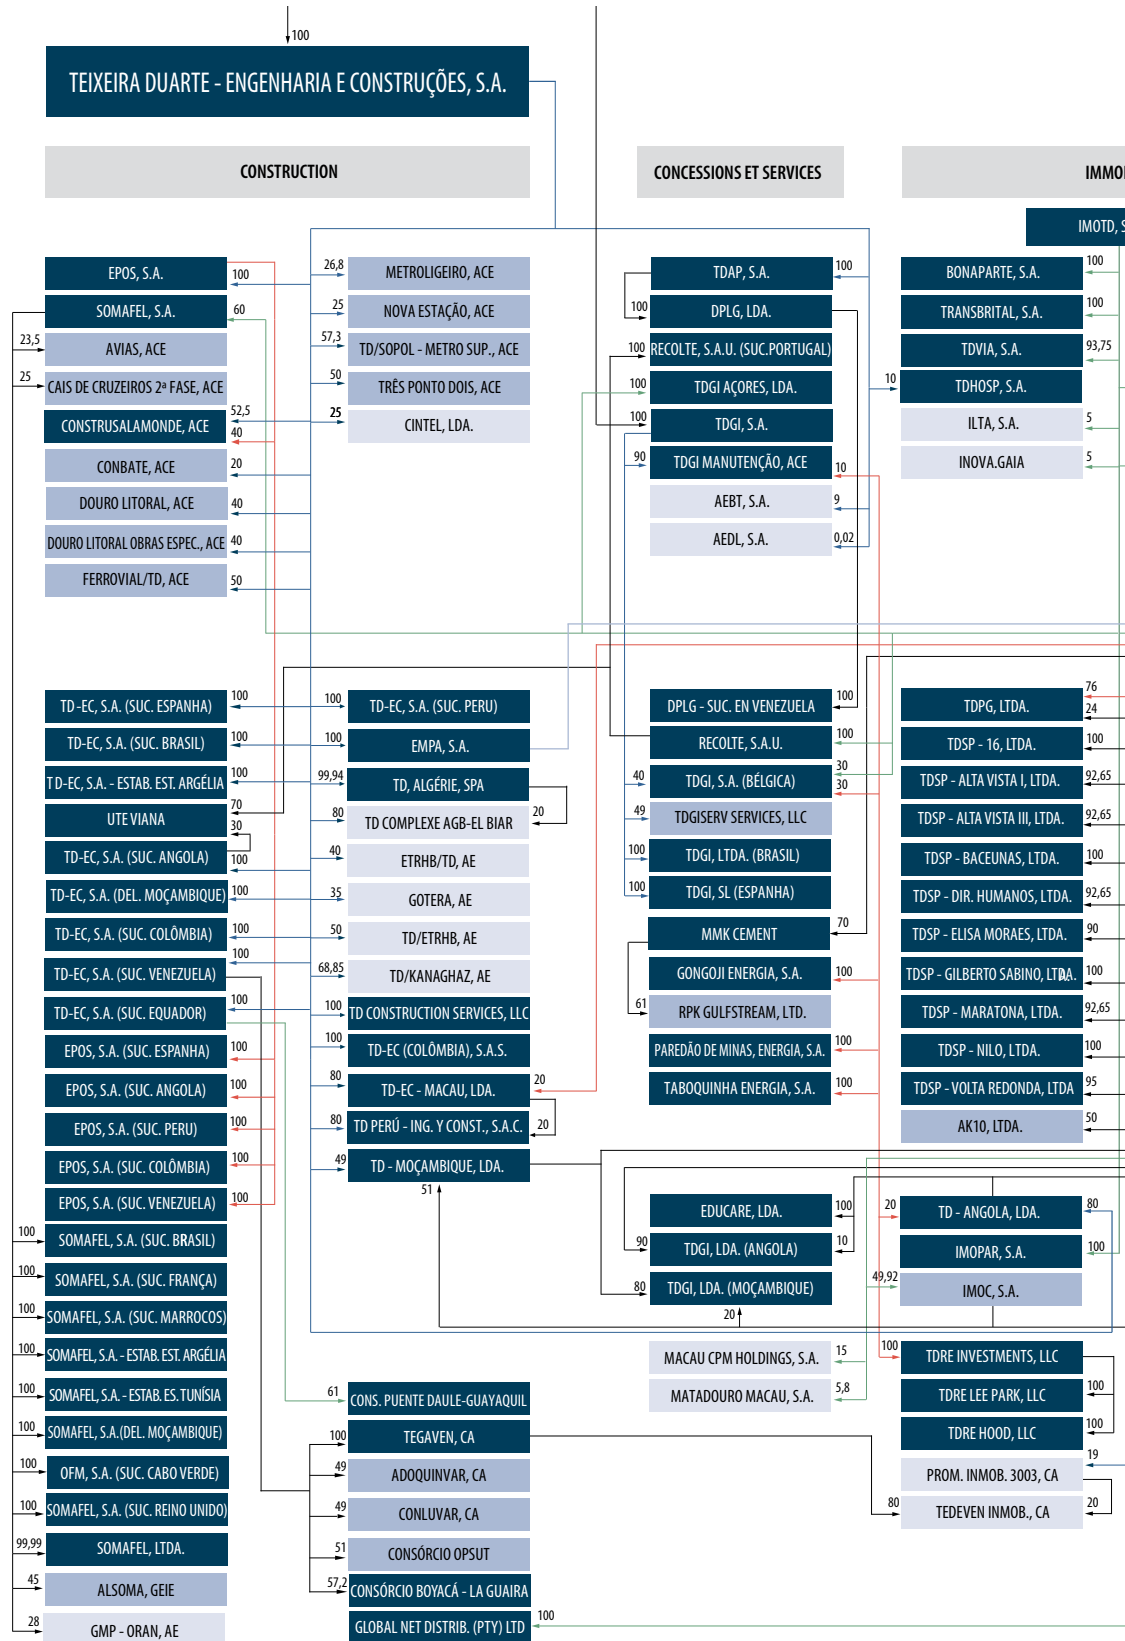 100
TEIXEIRA DUARTE - ENGENHARIA E CONSTRUÇÕES, S.A.
CONSTRUCTION
CONCESSIONS ET SERVICES
IMMO
IMOTD, S
EPOS, S.A.
100
SOMAFEL, S.A.
60
23,5
AVIAS, ACE
25
CAIS DE CRUZEIROS 2ª FASE, ACE
52,5
CONSTRUSALAMONDE, ACE
40
CONBATE, ACE
20
DOURO LITORAL, ACE
40
DOURO LITORAL OBRAS ESPEC., ACE
40
FERROVIAL/TD, ACE
50
26,8
METROLIGEIRO, ACE
25
NOVA ESTAÇÃO, ACE
57,3
TD/SOPOL - METRO SUP., ACE
50
TRÊS PONTO DOIS, ACE
25
CINTEL, LDA.
TDAP, S.A.
100
100
DPLG, LDA.
100
RECOLTE, S.A.U. (SUC.PORTUGAL)
100
TDGI AÇORES, LDA.
100
TDGI, S.A.
90
TDGI MANUTENÇÃO, ACE
10
AEBT, S.A.
9
AEDL, S.A.
0,02
BONAPARTE, S.A.
100
TRANSBRITAL, S.A.
100
TDVIA, S.A.
93,75
10
TDHOSP, S.A.
ILTA, S.A.
5
INOVA.GAIA
5
TD-EC, S.A. (SUC. ESPANHA)
100
TD-EC, S.A. (SUC. BRASIL)
100
TD-EC, S.A. - ESTAB. EST. ARGÉLIA
100
UTE VIANA
70
30
TD-EC, S.A. (SUC. ANGOLA)
100
TD-EC, S.A. (DEL. MOÇAMBIQUE)
100
TD-EC, S.A. (SUC. COLÔMBIA)
100
TD-EC, S.A. (SUC. VENEZUELA)
100
TD-EC, S.A. (SUC. EQUADOR)
100
EPOS, S.A. (SUC. ESPANHA)
100
EPOS, S.A. (SUC. ANGOLA)
100
EPOS, S.A. (SUC. PERU)
100
EPOS, S.A. (SUC. COLÔMBIA)
100
EPOS, S.A. (SUC. VENEZUELA)
100
100
SOMAFEL, S.A. (SUC. BRASIL)
100
SOMAFEL, S.A. (SUC. FRANÇA)
100
SOMAFEL, S.A. (SUC. MARROCOS)
100
SOMAFEL, S.A. - ESTAB. EST. ARGÉLIA
100
SOMAFEL, S.A. - ESTAB. ES. TUNÍSIA
100
SOMAFEL, S.A.(DEL. MOÇAMBIQUE)
100
OFM, S.A. (SUC. CABO VERDE)
100
SOMAFEL, S.A. (SUC. REINO UNIDO)
99,99
SOMAFEL, LTDA.
45
ALSOMA, GEIE
28
GMP - ORAN, AE
100
TD-EC, S.A. (SUC. PERU)
100
EMPA, S.A.
99,94
TD, ALGÉRIE, SPA
80
TD COMPLEXE AGB-EL BIAR
20
40
ETRHB/TD, AE
35
GOTERA, AE
50
TD/ETRHB, AE
68,85
TD/KANAGHAZ, AE
100
TD CONSTRUCTION SERVICES, LLC
100
TD-EC (COLÔMBIA), S.A.S.
80
TD-EC - MACAU, LDA.
20
80
TD PERÚ - ING. Y CONST., S.A.C.
20
49
TD - MOÇAMBIQUE, LDA.
51
61
CONS. PUENTE DAULE-GUAYAQUIL
100
TEGAVEN, CA
49
ADOQUINVAR, CA
49
CONLUVAR, CA
51
CONSÓRCIO OPSUT
57,2
CONSÓRCIO BOYACÁ - LA GUAIRA
GLOBAL NET DISTRIB. (PTY) LTD
100
DPLG - SUC. EN VENEZUELA
100
RECOLTE, S.A.U.
100
40
TDGI, S.A. (BÉLGICA)
30
30
49
TDGISERV SERVICES, LLC
100
TDGI, LTDA. (BRASIL)
100
TDGI, SL (ESPANHA)
MMK CEMENT
70
GONGOJI ENERGIA, S.A.
100
61
RPK GULFSTREAM, LTD.
PAREDÃO DE MINAS, ENERGIA, S.A.
100
TABOQUINHA ENERGIA, S.A.
100
EDUCARE, LDA.
100
90
TDGI, LDA. (ANGOLA)
10
80
TDGI, LDA. (MOÇAMBIQUE)
20
MACAU CPM HOLDINGS, S.A.
15
MATADOURO MACAU, S.A.
5,8
TDPG, LTDA.
76
24
TDSP - 16, LTDA.
100
TDSP - ALTA VISTA I, LTDA.
92,65
TDSP - ALTA VISTA III, LTDA.
92,65
TDSP - BACEUNAS, LTDA.
100
TDSP - DIR. HUMANOS, LTDA.
92,65
TDSP - ELISA MORAES, LTDA.
90
TDSP - GILBERTO SABINO, LTDA.
100
TDSP - MARATONA, LTDA.
92,65
TDSP - NILO, LTDA.
100
TDSP - VOLTA REDONDA, LTDA
95
AK10, LTDA.
50
20
TD - ANGOLA, LDA.
80
IMOPAR, S.A.
100
49,92
IMOC, S.A.
100
TDRE INVESTMENTS, LLC
TDRE LEE PARK, LLC
100
TDRE HOOD, LLC
100
PROM. INMOB. 3003, CA
19
80
TEDEVEN INMOB., CA
20